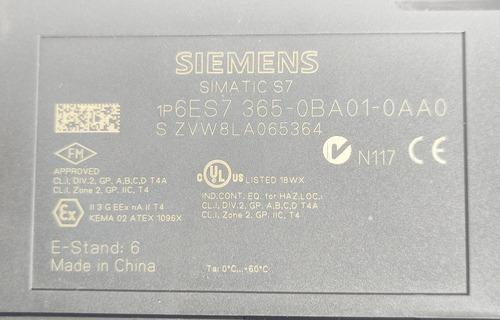 SIEMENS
SIMATIC S7
1P6ES7 365-0BA01-0AA0
S ZVW8LA065364
FM
APPROVED
CL.I, DIV.2, GP. A,B,C,D T4A
CL.I, Zone 2, GP. IIC, T4
Ex II 3 G EEx nA II T4
KEMA 02 ATEX 1096X
C UL US LISTED 18WX
IND.CONT. EQ. for HAZ.LOC.
CL.I, DIV.2, GP. A,B,C,D T4A
CL.I, Zone 2, GP. IIC, T4
N117 CE
E-Stand: 6
Made in China
Ta: 0°C...+60°C